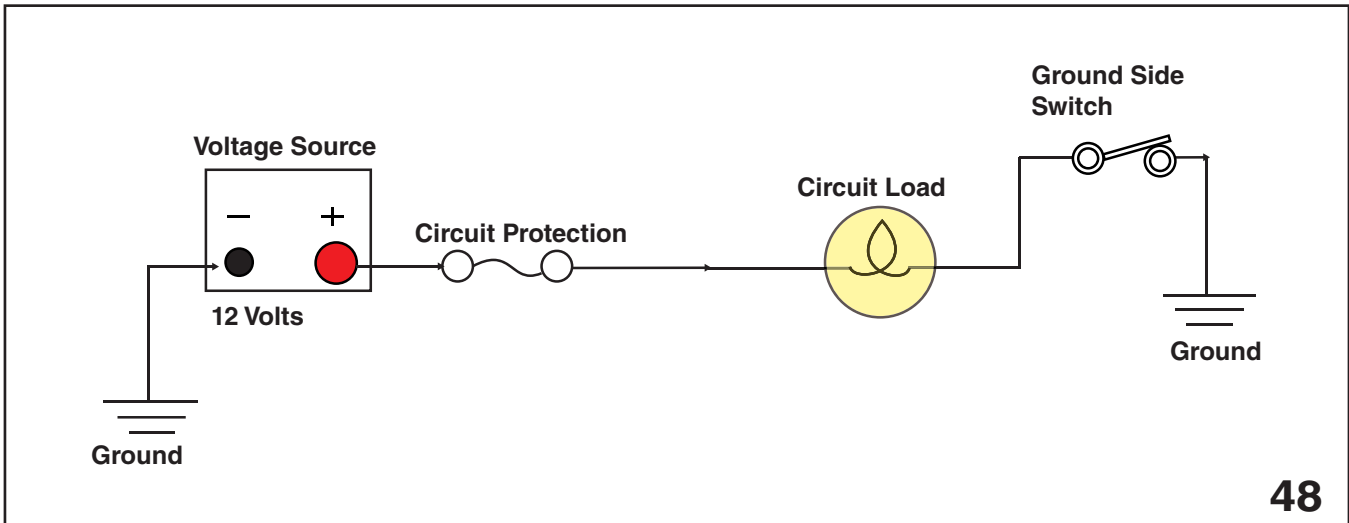 Ground Side
Switch
Voltage Source
Circuit Load
− +
Circuit Protection
12 Volts
Ground
Ground
48